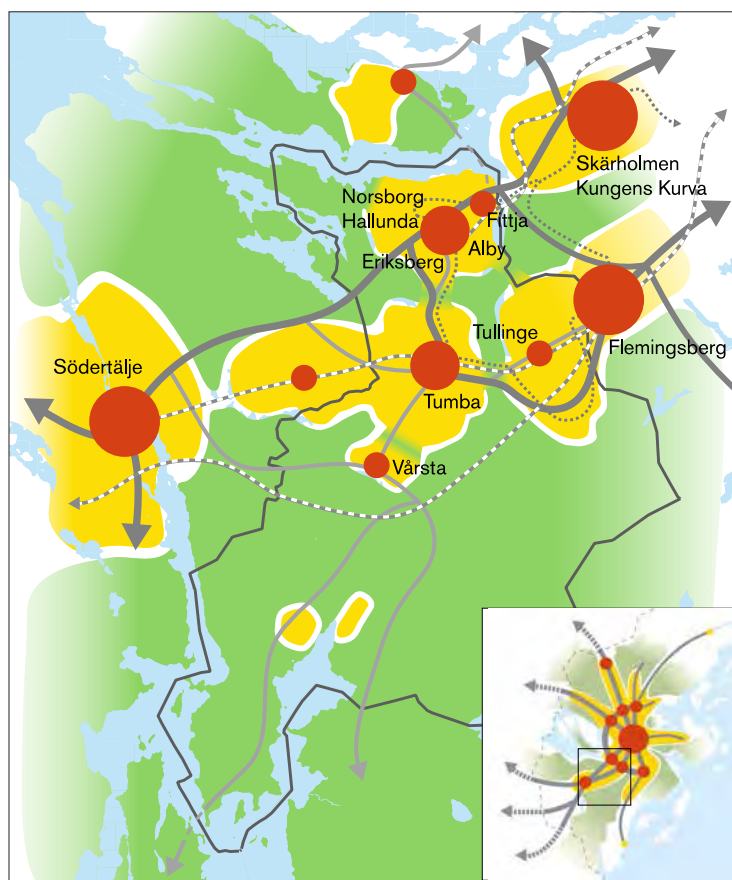 Skärholmen
Kungens Kurva
Norsborg
Hallunda
Fittja
Alby
Eriksberg
Tullinge
Södertälje
Flemingsberg
Tumba
Vårsta